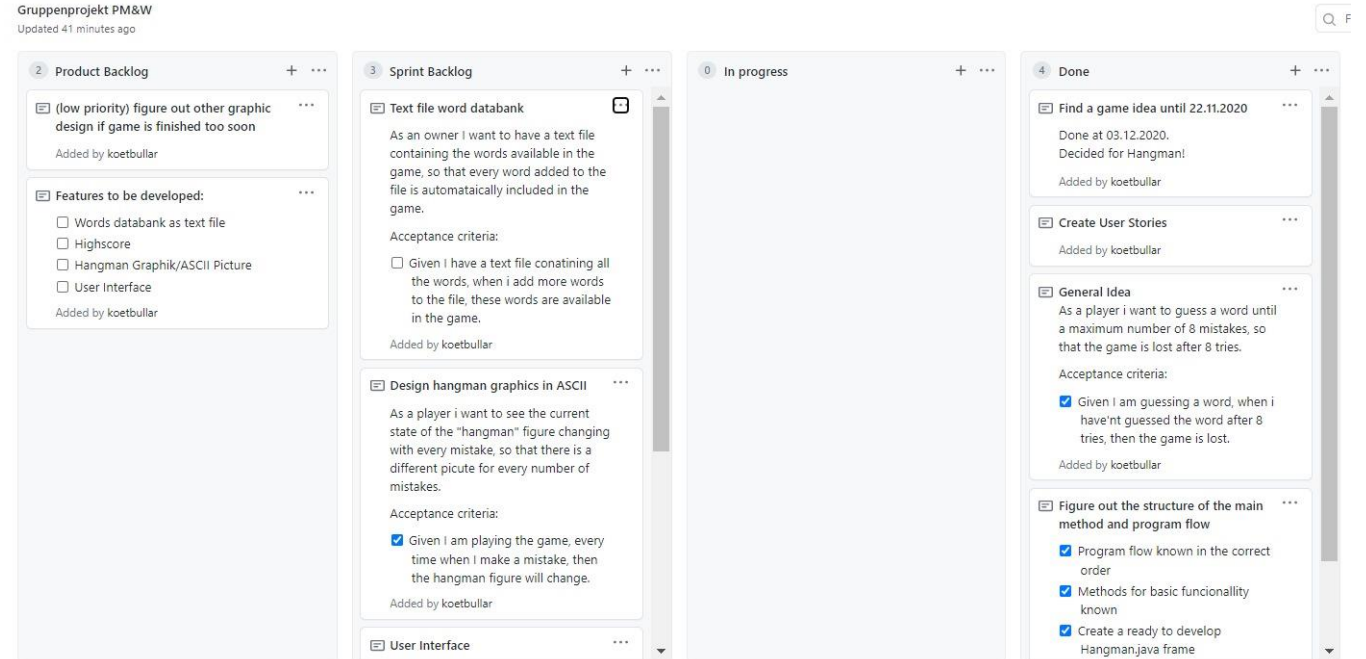 Gruppenprojekt PM&W
Updated 41 minutes ago
F
2 Product Backlog
(low priority) figure out other graphic
design if game is finished too soon
Added by koetbullar
Features to be developed:
Words databank as text file
Highscore
Hangman Graphik/ASCII Picture
User Interface
Added by koetbullar
3 Sprint Backlog
Text file word databank
As an owner I want to have a text file
containing the words available in the
game, so that every word added to the
file is automataically included in the
game.
Acceptance criteria:
Given I have a text file conatining all
the words, when i add more words
to the file, these words are available
in the game.
Added by koetbullar
Design hangman graphics in ASCII
As a player i want to see the current
state of the "hangman" figure changing
with every mistake, so that there is a
different picute for every number of
mistakes.
Acceptance criteria:
Given I am playing the game, every
time when I make a mistake, then
the hangman figure will change.
Added by koetbullar
User Interface
0 In progress
4 Done
Find a game idea until 22.11.2020
Done at 03.12.2020.
Decided for Hangman!
Added by koetbullar
Create User Stories
Added by koetbullar
General Idea
As a player i want to guess a word until
a maximum number of 8 mistakes, so
that the game is lost after 8 tries.
Acceptance criteria:
Given I am guessing a word, when i
have'nt guessed the word after 8
tries, then the game is lost.
Added by koetbullar
Figure out the structure of the main
method and program flow
Program flow known in the correct
order
Methods for basic funcionallity
known
Create a ready to develop
Hangman.java frame